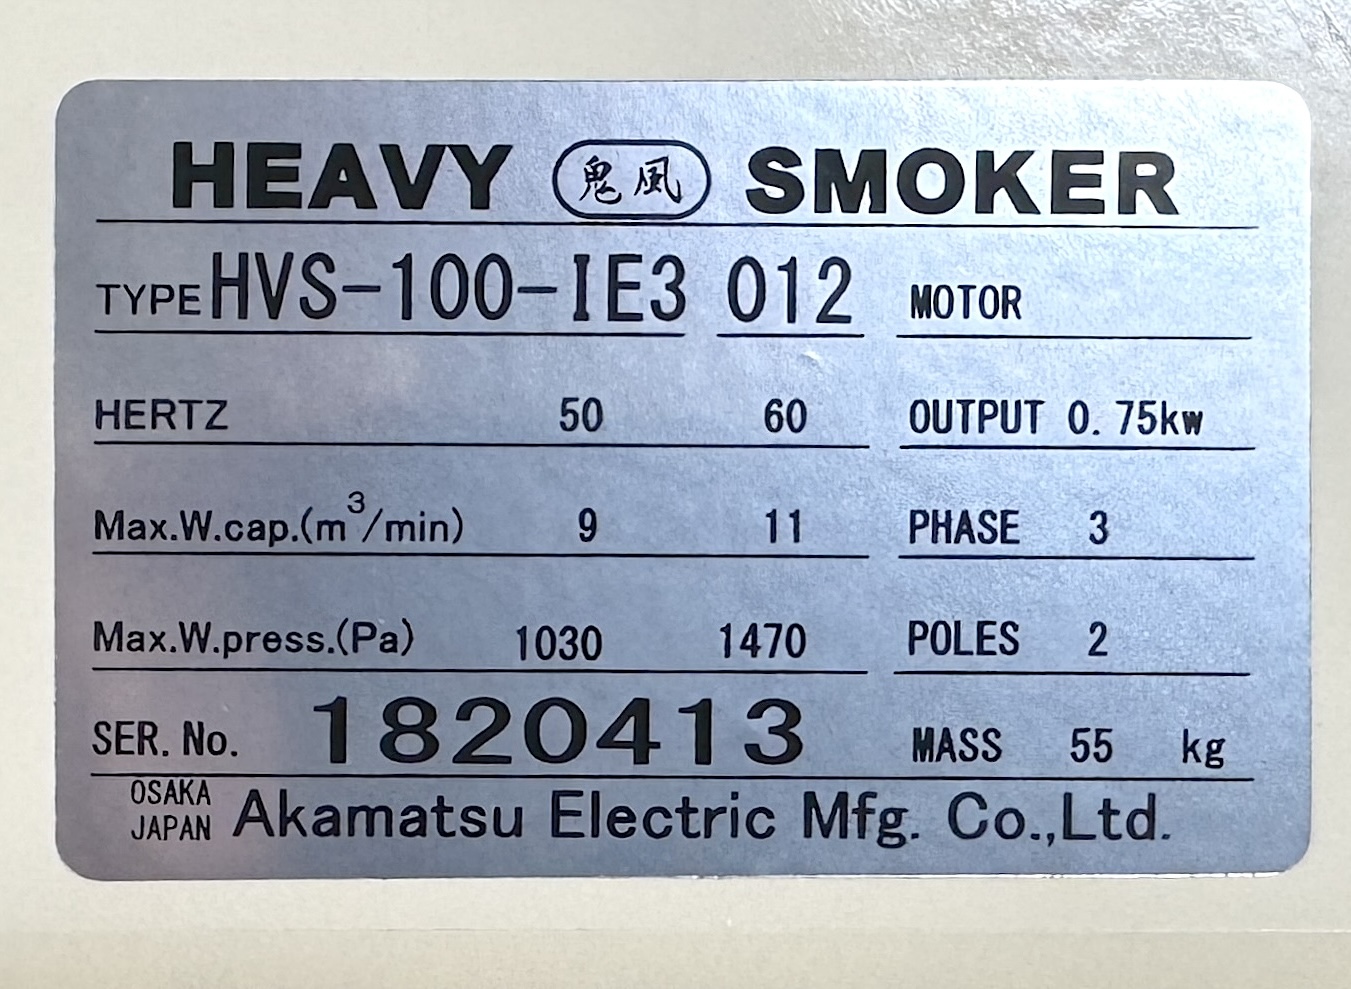 HEAVY 鬼風 SMOKER
TYPE HVS-100-IE3 012 MOTOR
HERTZ 50 60 OUTPUT 0.75kw
Max.W.cap.(m³/min) 9 11 PHASE 3
Max.W.press.(Pa) 1030 1470 POLES 2
SER. No. 1820413 MASS 55 kg
OSAKA JAPAN Akamatsu Electric Mfg. Co.,Ltd.